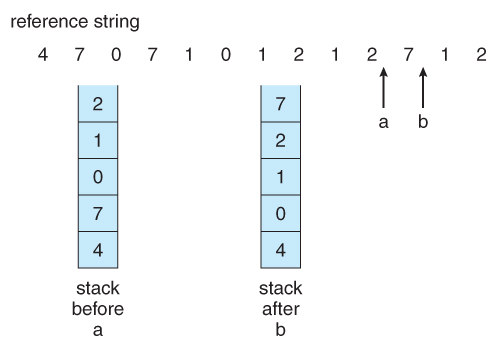 reference string
4 7 0 7 1 0 1 2 1 2 7 1 2
a b
2 7
1 2
0 1
7 0
4 4
stack stack
before after
a b